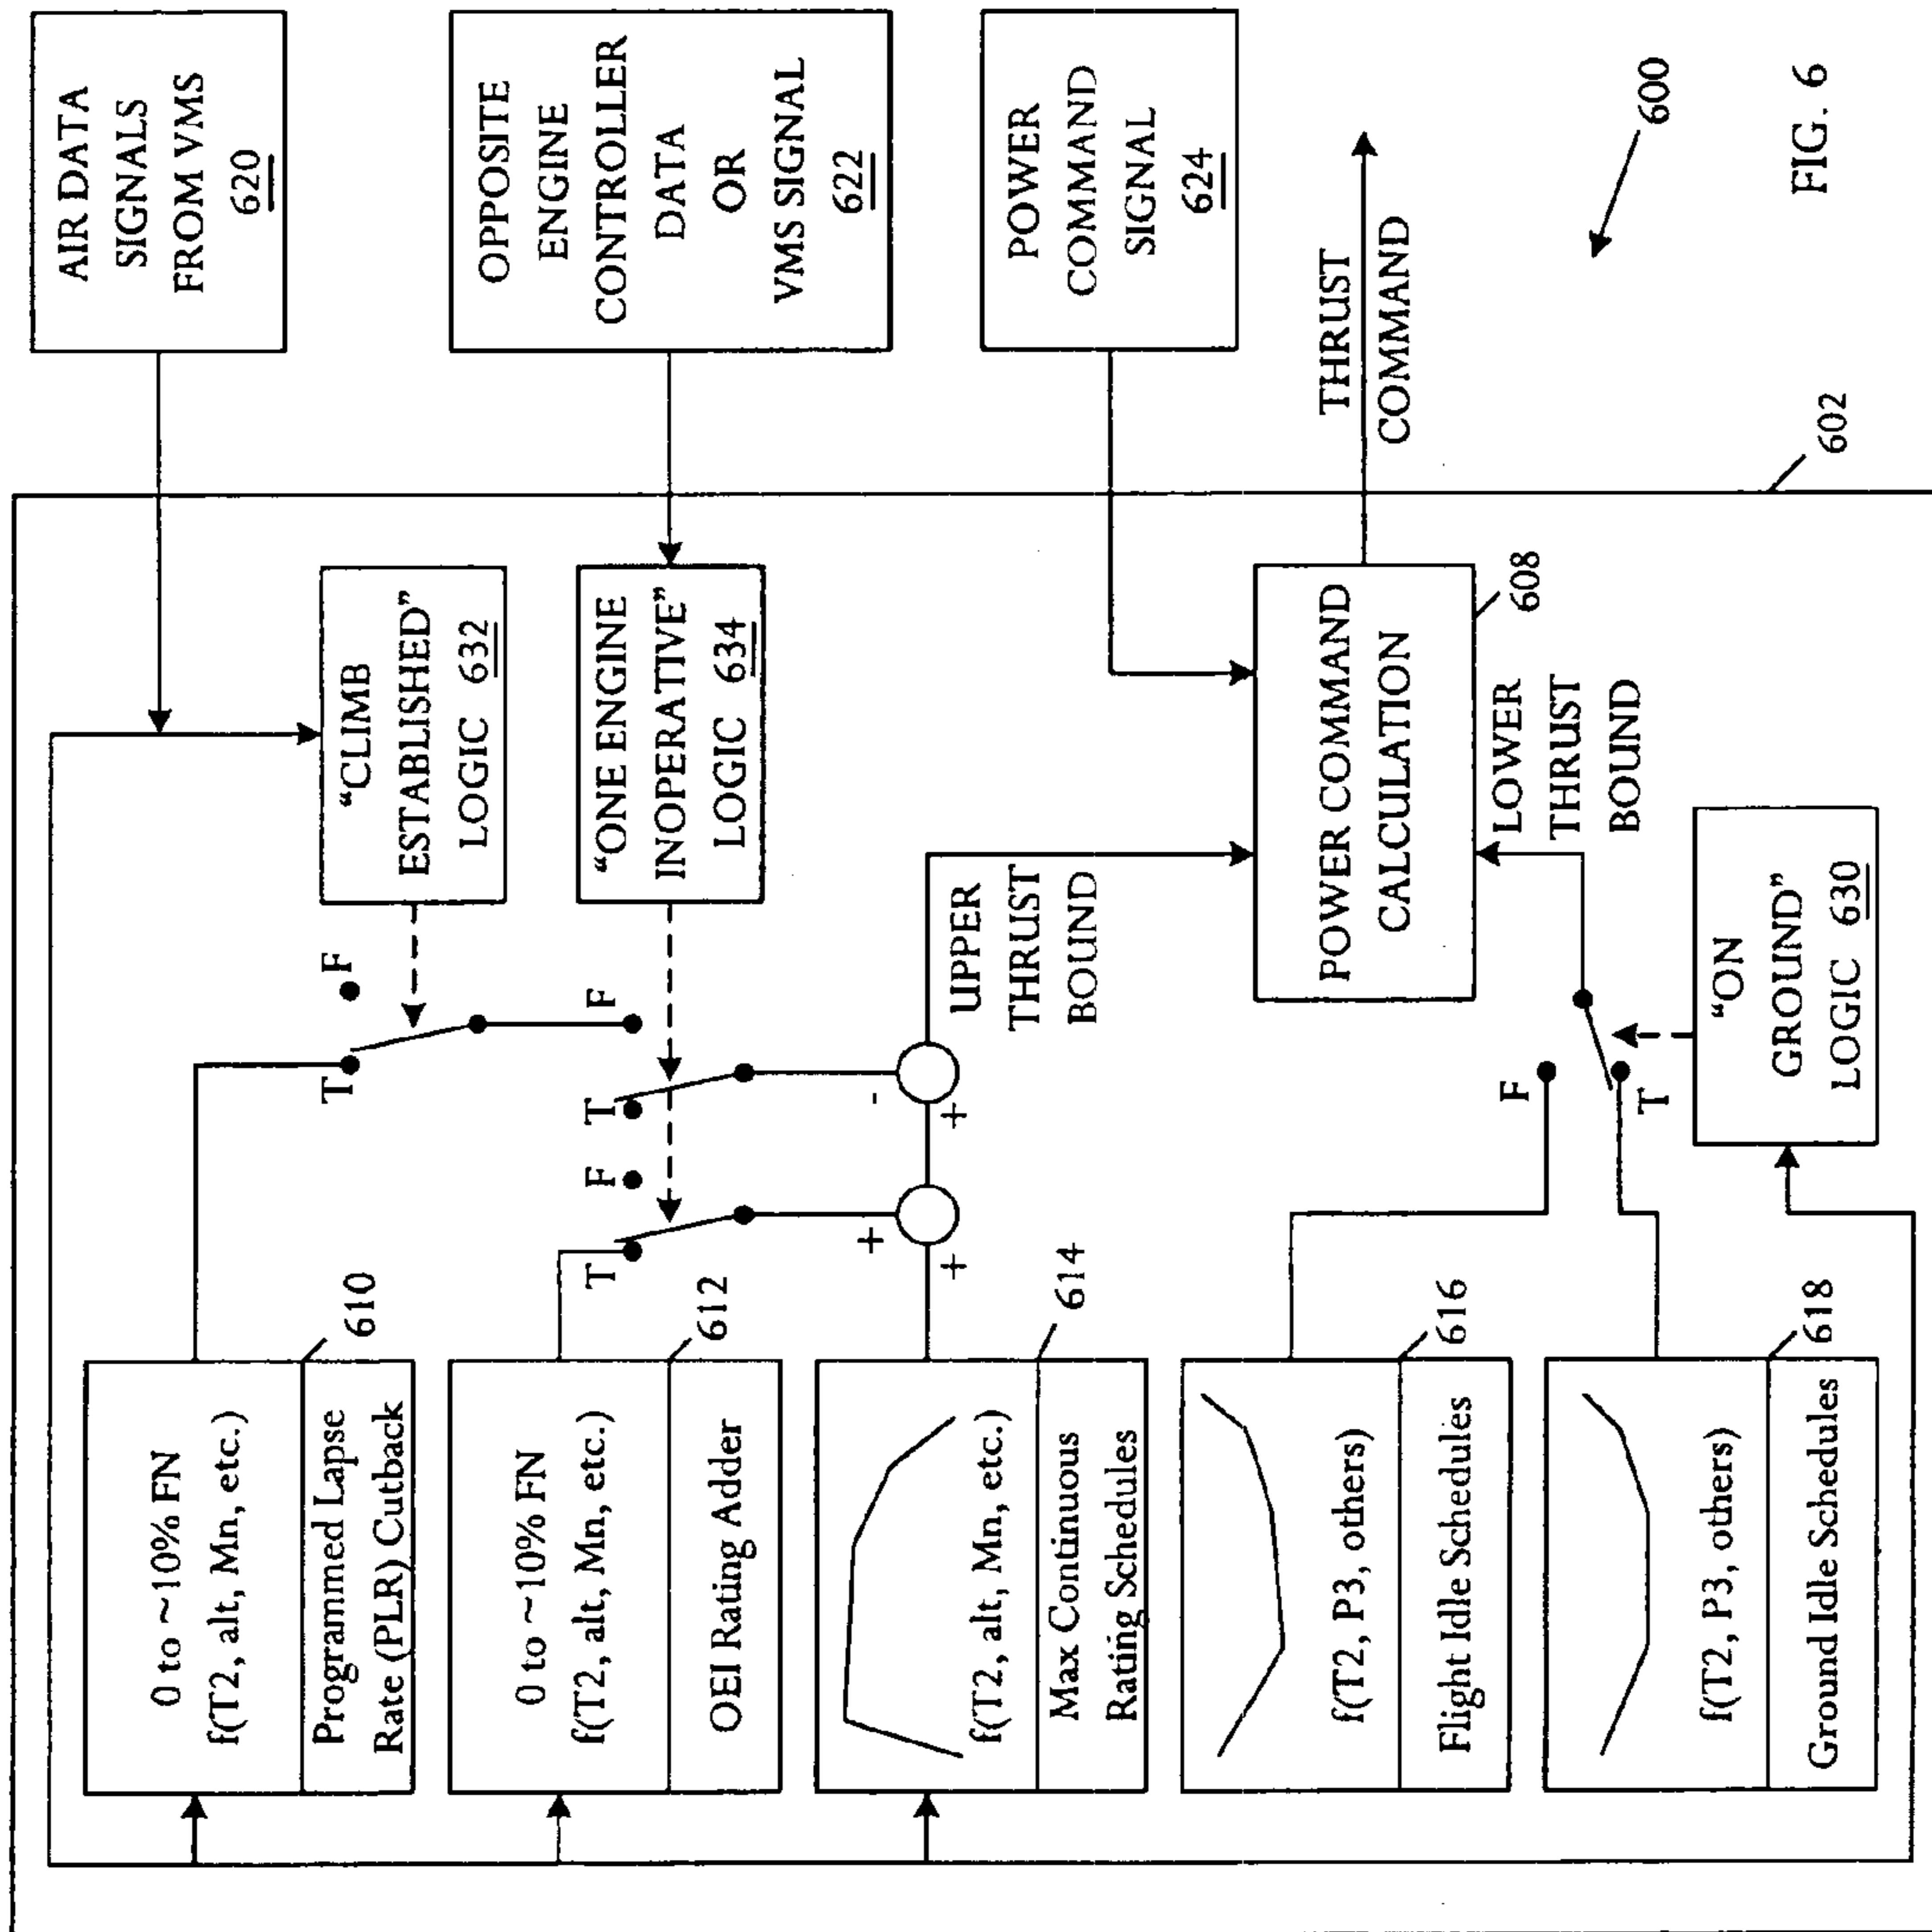 AIR DATA
SIGNALS
FROM VMS
620
OPPOSITE
ENGINE
CONTROLLER
DATA
OR
VMS SIGNAL
622
POWER
COMMAND
SIGNAL
624
"CLIMB
ESTABLISHED"
LOGIC 632
"ONE ENGINE
INOPERATIVE"
LOGIC 634
THRUST
COMMAND
602
600
FIG. 6
T
F
T
F
T
F
+
+
-
+
UPPER
THRUST
BOUND
POWER COMMAND
CALCULATION
608
LOWER
THRUST
BOUND
F
T
"ON
GROUND"
LOGIC 630
0 to ~10% FN
f(T2, alt, Mn, etc.)
Programmed Lapse
Rate (PLR) Cutback
610
0 to ~10% FN
f(T2, alt, Mn, etc.)
OEI Rating Adder
612
f(T2, alt, Mn, etc.)
Max Continuous
Rating Schedules
614
f(T2, P3, others)
Flight Idle Schedules
616
f(T2, P3, others)
Ground Idle Schedules
618